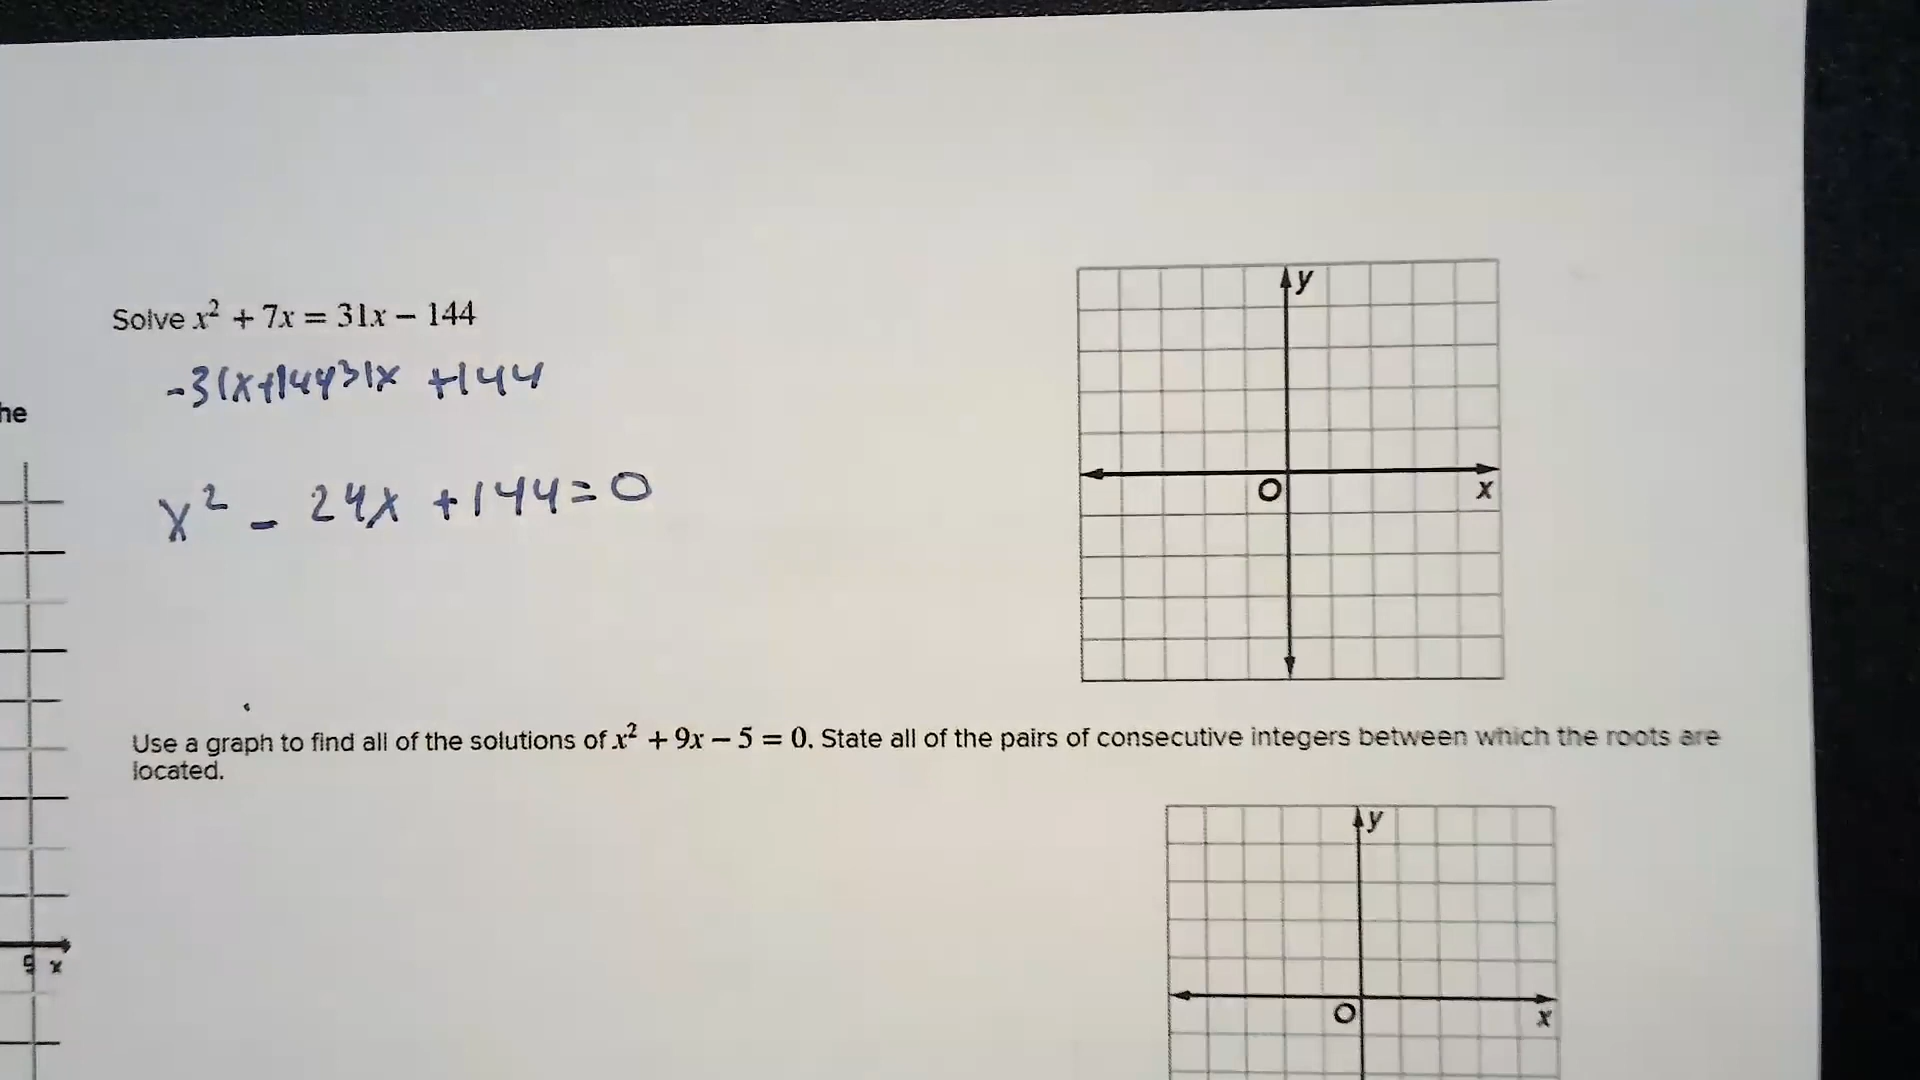 Solve x² + 7x = 31x − 144
-31x+144 31x +144
he
x² - 24x +144=0
Use a graph to find all of the solutions of x² + 9x − 5 = 0. State all of the pairs of consecutive integers between which the roots are
located.
y
O
x
y
O
x
5 x